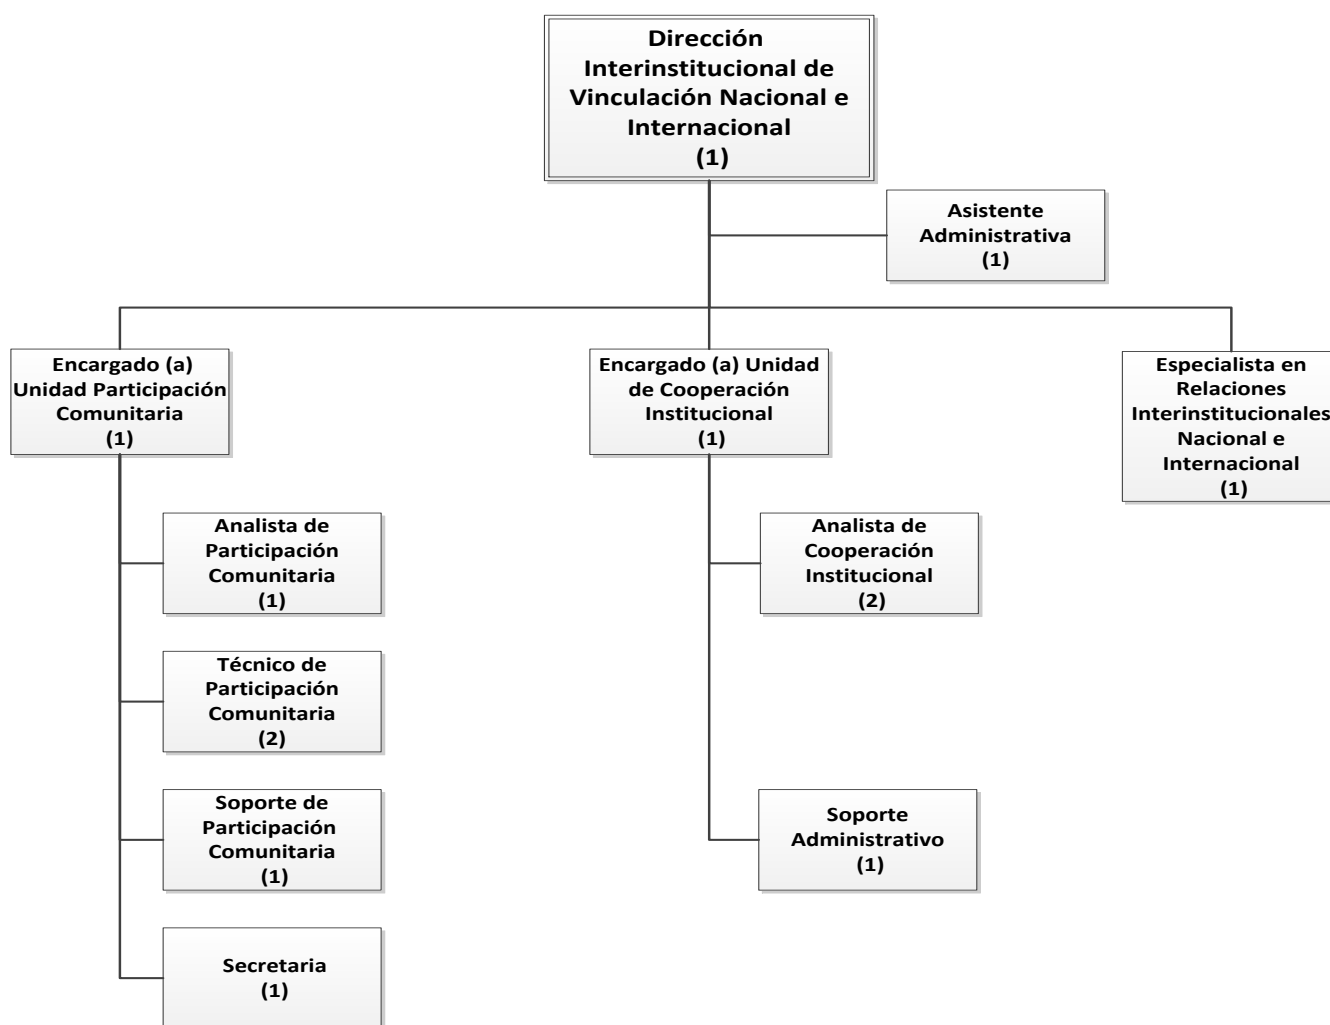 Dirección
Interinstitucional de
Vinculación Nacional e
Internacional
(1)
Asistente
Administrativa
(1)
Encargado (a)
Unidad Participación
Comunitaria
(1)
Encargado (a) Unidad
de Cooperación
Institucional
(1)
Especialista en
Relaciones
Interinstitucionales
Nacional e
Internacional
(1)
Analista de
Participación
Comunitaria
(1)
Analista de
Cooperación
Institucional
(2)
Técnico de
Participación
Comunitaria
(2)
Soporte de
Participación
Comunitaria
(1)
Soporte
Administrativo
(1)
Secretaria
(1)